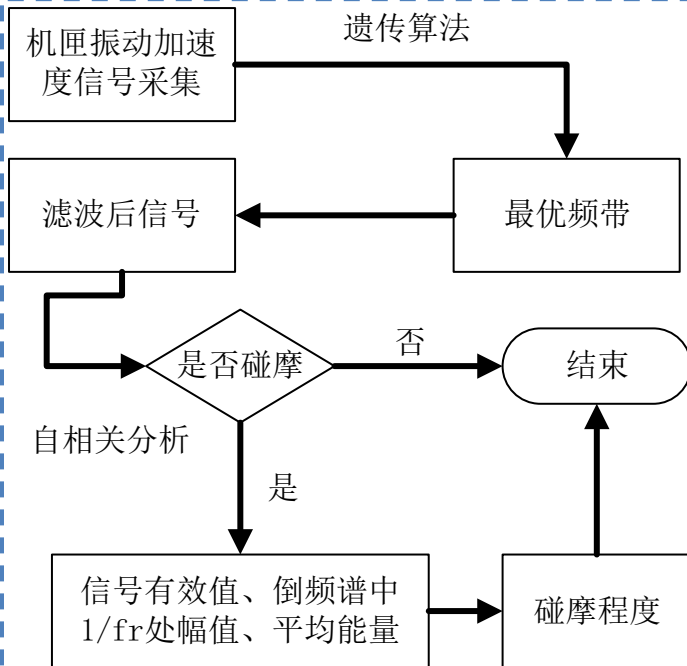 机匣振动加速
度信号采集
遗传算法
最优频带
滤波后信号
是否碰摩
否
结束
自相关分析
是
信号有效值、倒频谱中
1/fr处幅值、平均能量
碰摩程度